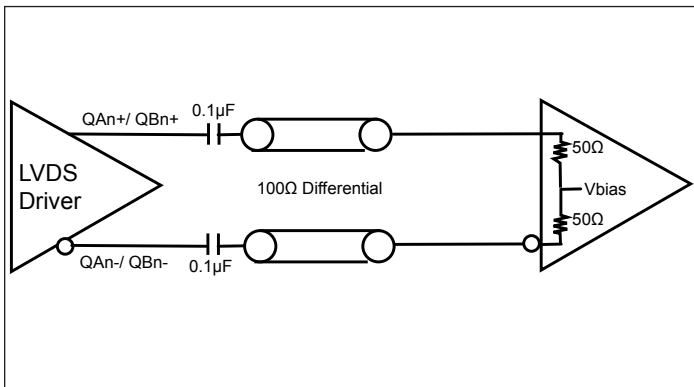 QAn+/ QBn+
0.1µF
50Ω
LVDS
Driver
100Ω Differential
Vbias
50Ω
QAn-/ QBn-
0.1µF